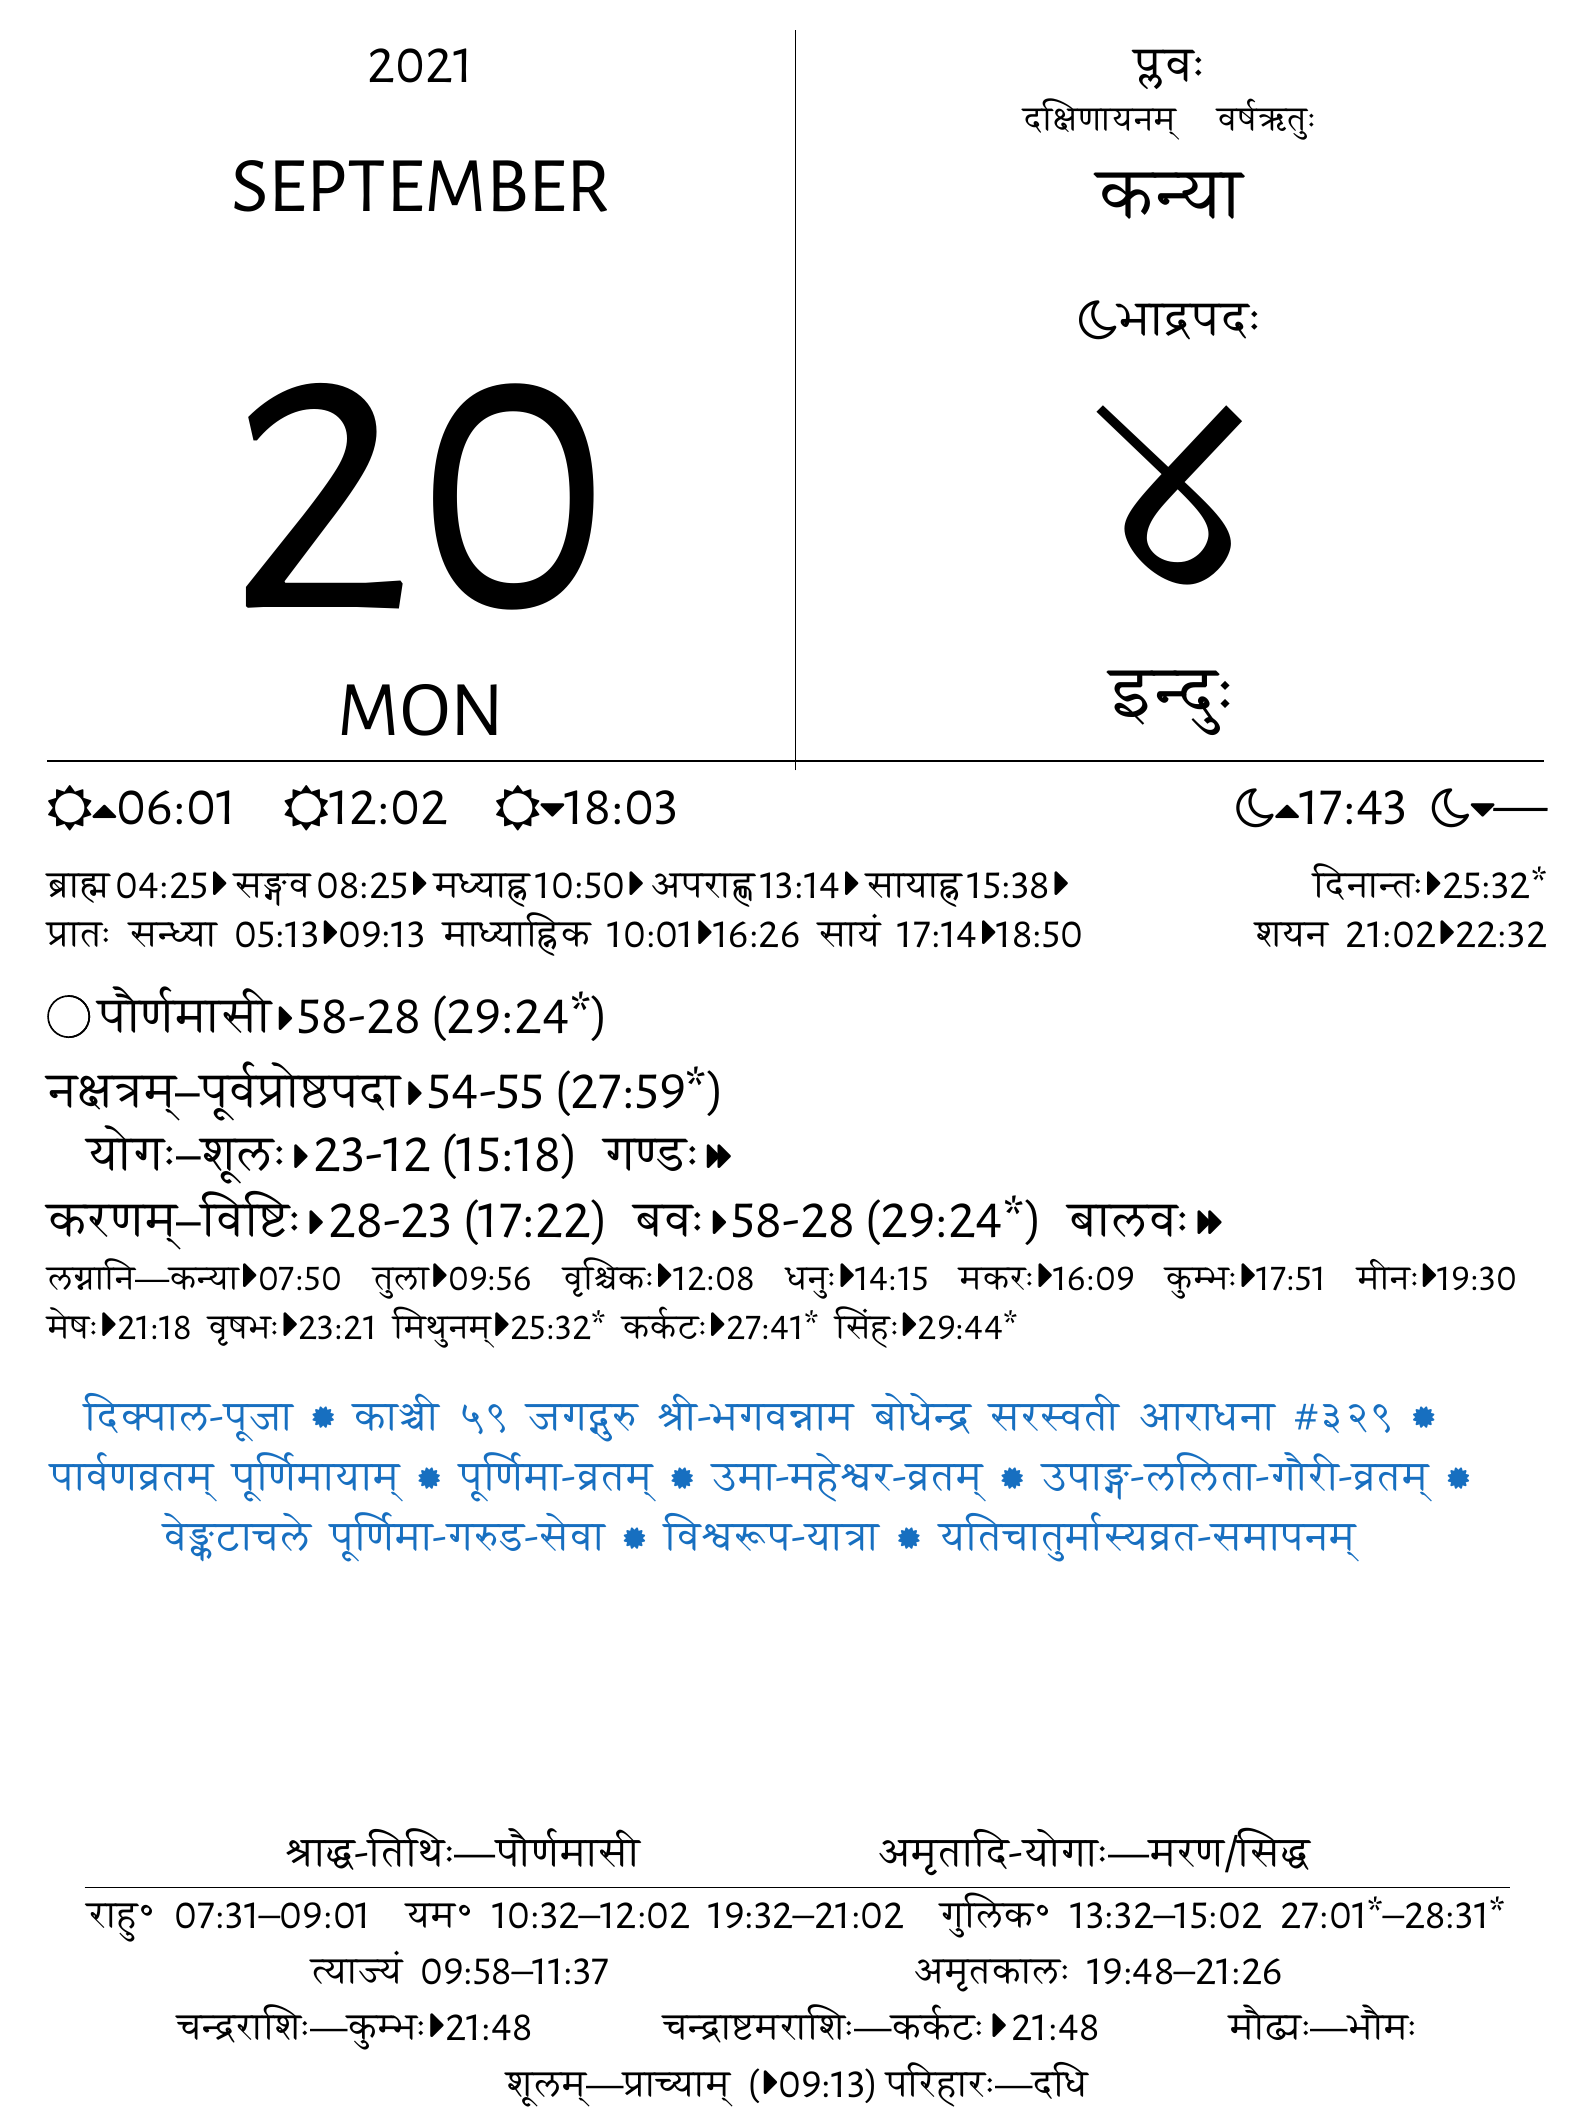 2021
SEPTEMBER
20
MON
प्लवः
दक्षिणायनम् वर्षऋतुः
कन्या
भाद्रपदः
४
इन्दुः
06:01 12:02 18:03 17:43 —
ब्राह्म 04:25 सङ्गव 08:25 मध्याह्न 10:50 अपराह्ण 13:14 सायाह्न 15:38 दिनान्तः 25:32*
प्रातः सन्ध्या 05:13 09:13 माध्याह्निक 10:01 16:26 सायं 17:14 18:50 शयन 21:02 22:32
पौर्णमासी 58-28 (29:24*)
नक्षत्रम्–पूर्वप्रोष्ठपदा 54-55 (27:59*)
योगः–शूलः 23-12 (15:18) गण्डः
करणम्–विष्टिः 28-23 (17:22) बवः 58-28 (29:24*) बालवः
लग्नानि—कन्या 07:50 तुला 09:56 वृश्चिकः 12:08 धनुः 14:15 मकरः 16:09 कुम्भः 17:51 मीनः 19:30
मेषः 21:18 वृषभः 23:21 मिथुनम् 25:32* कर्कटः 27:41* सिंहः 29:44*
दिक्पाल-पूजा काञ्ची ५९ जगद्गुरु श्री-भगवन्नाम बोधेन्द्र सरस्वती आराधना #३२९
पार्वणव्रतम् पूर्णिमायाम् पूर्णिमा-व्रतम् उमा-महेश्वर-व्रतम् उपाङ्ग-ललिता-गौरी-व्रतम्
वेङ्कटाचले पूर्णिमा-गरुड-सेवा विश्वरूप-यात्रा यतिचातुर्मास्यव्रत-समापनम्
श्राद्ध-तिथिः—पौर्णमासी अमृतादि-योगाः—मरण/सिद्ध
राहु॰ 07:31–09:01 यम॰ 10:32–12:02 19:32–21:02 गुलिक॰ 13:32–15:02 27:01*–28:31*
त्याज्यं 09:58–11:37 अमृतकालः 19:48–21:26
चन्द्रराशिः—कुम्भः 21:48 चन्द्राष्टमराशिः—कर्कटः 21:48 मौढ्यः—भौमः
शूलम्—प्राच्याम् (09:13) परिहारः—दधि